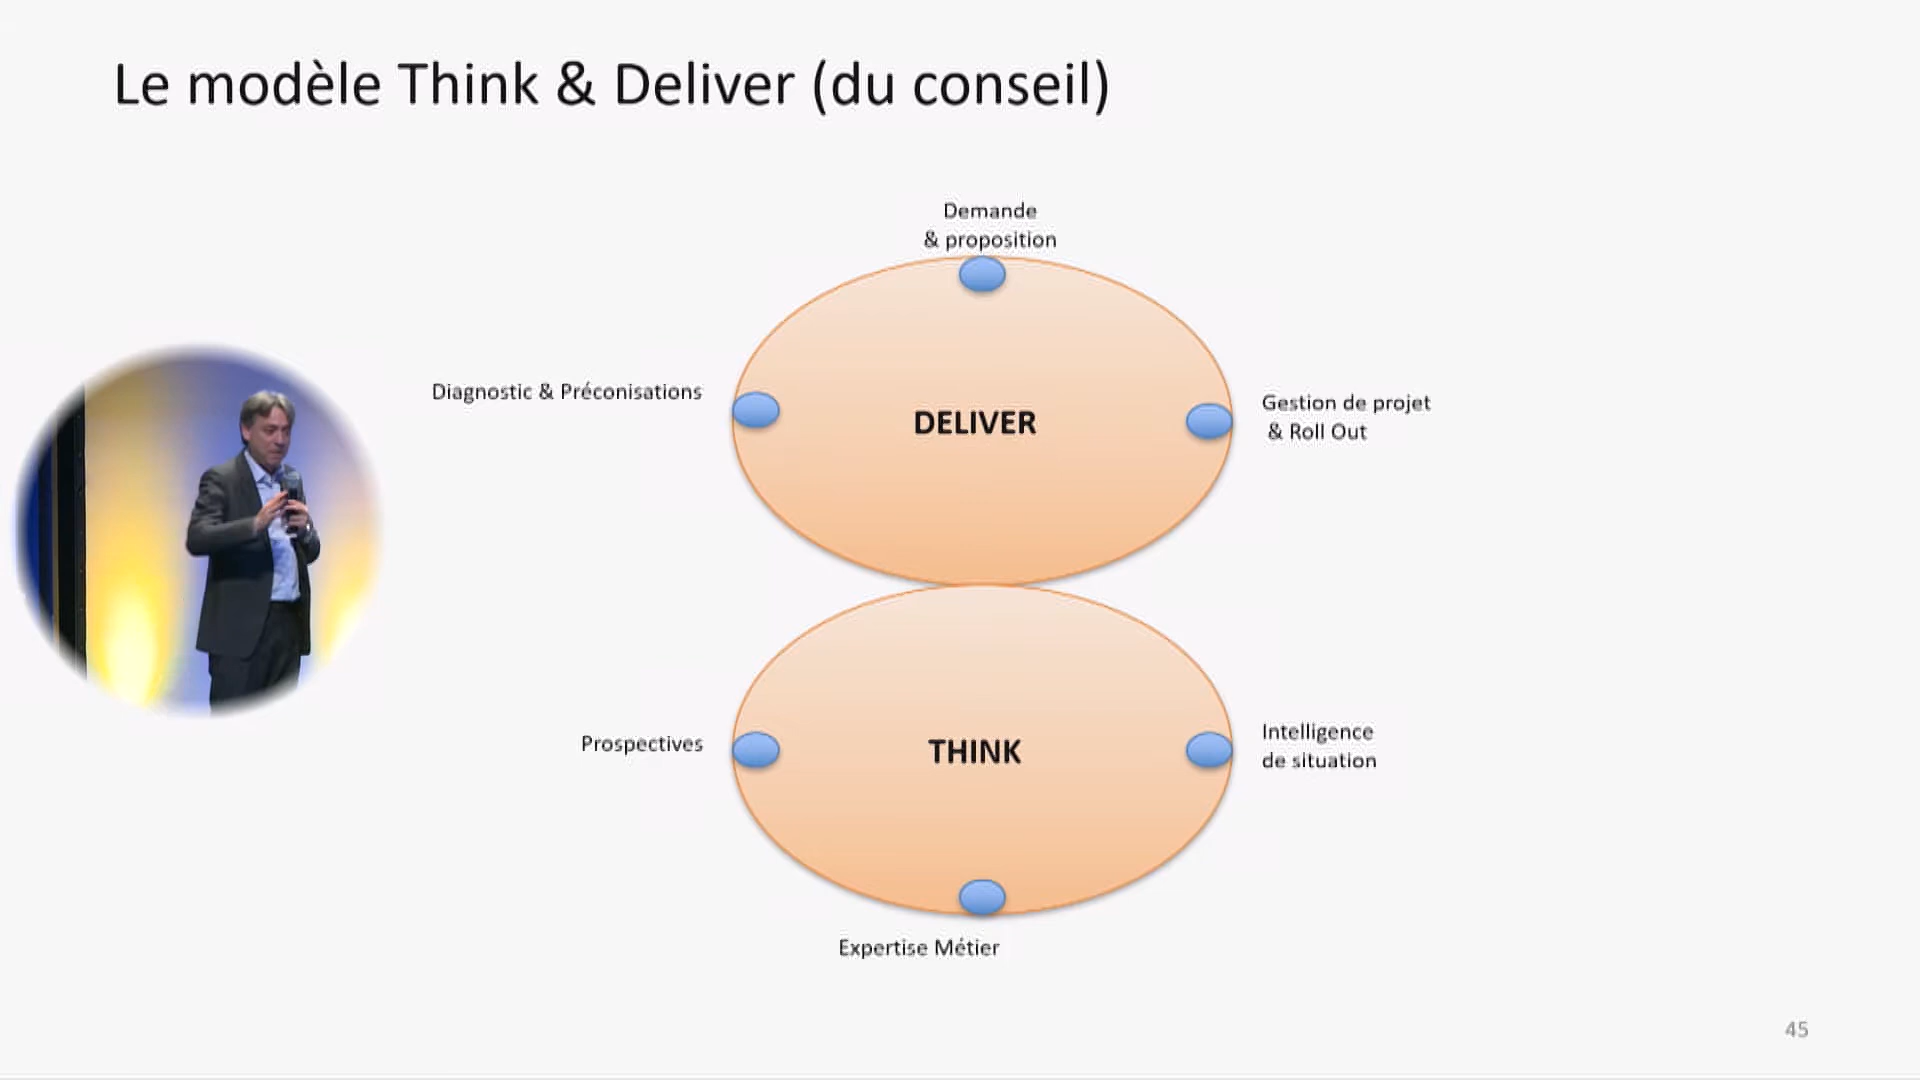 Le modèle Think & Deliver (du conseil)
Demande
& proposition
Diagnostic & Préconisations
DELIVER
Gestion de projet
& Roll Out
Prospectives
THINK
Intelligence
de situation
Expertise Métier
45